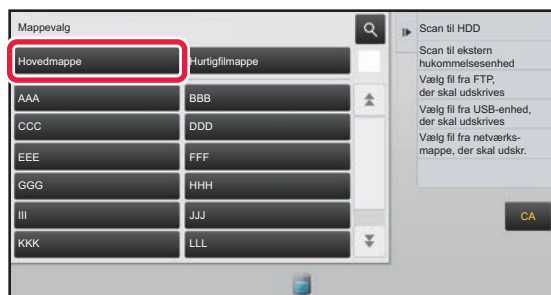 Mappevalg
Hovedmappe
Hurtigfilmappe
AAA
BBB
CCC
DDD
EEE
FFF
GGG
HHH
III
JJJ
KKK
LLL
Scan til HDD
Scan til ekstern
hukommelsesenhed
Vælg fil fra FTP,
der skal udskrives
Vælg fil fra USB-enhed,
der skal udskrives
Vælg fil fra netværks-
mappe, der skal udskr.
CA